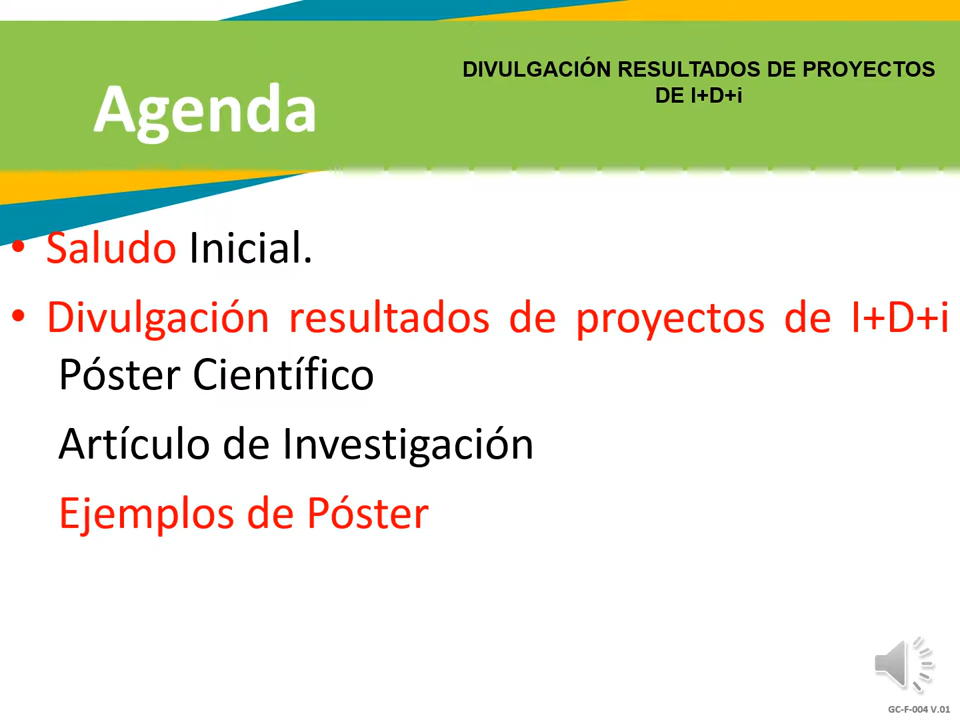 Agenda
DIVULGACIÓN RESULTADOS DE PROYECTOS
DE I+D+i
• Saludo Inicial.
• Divulgación resultados de proyectos de I+D+i
Póster Científico
Artículo de Investigación
Ejemplos de Póster
GC-F-004 V.01